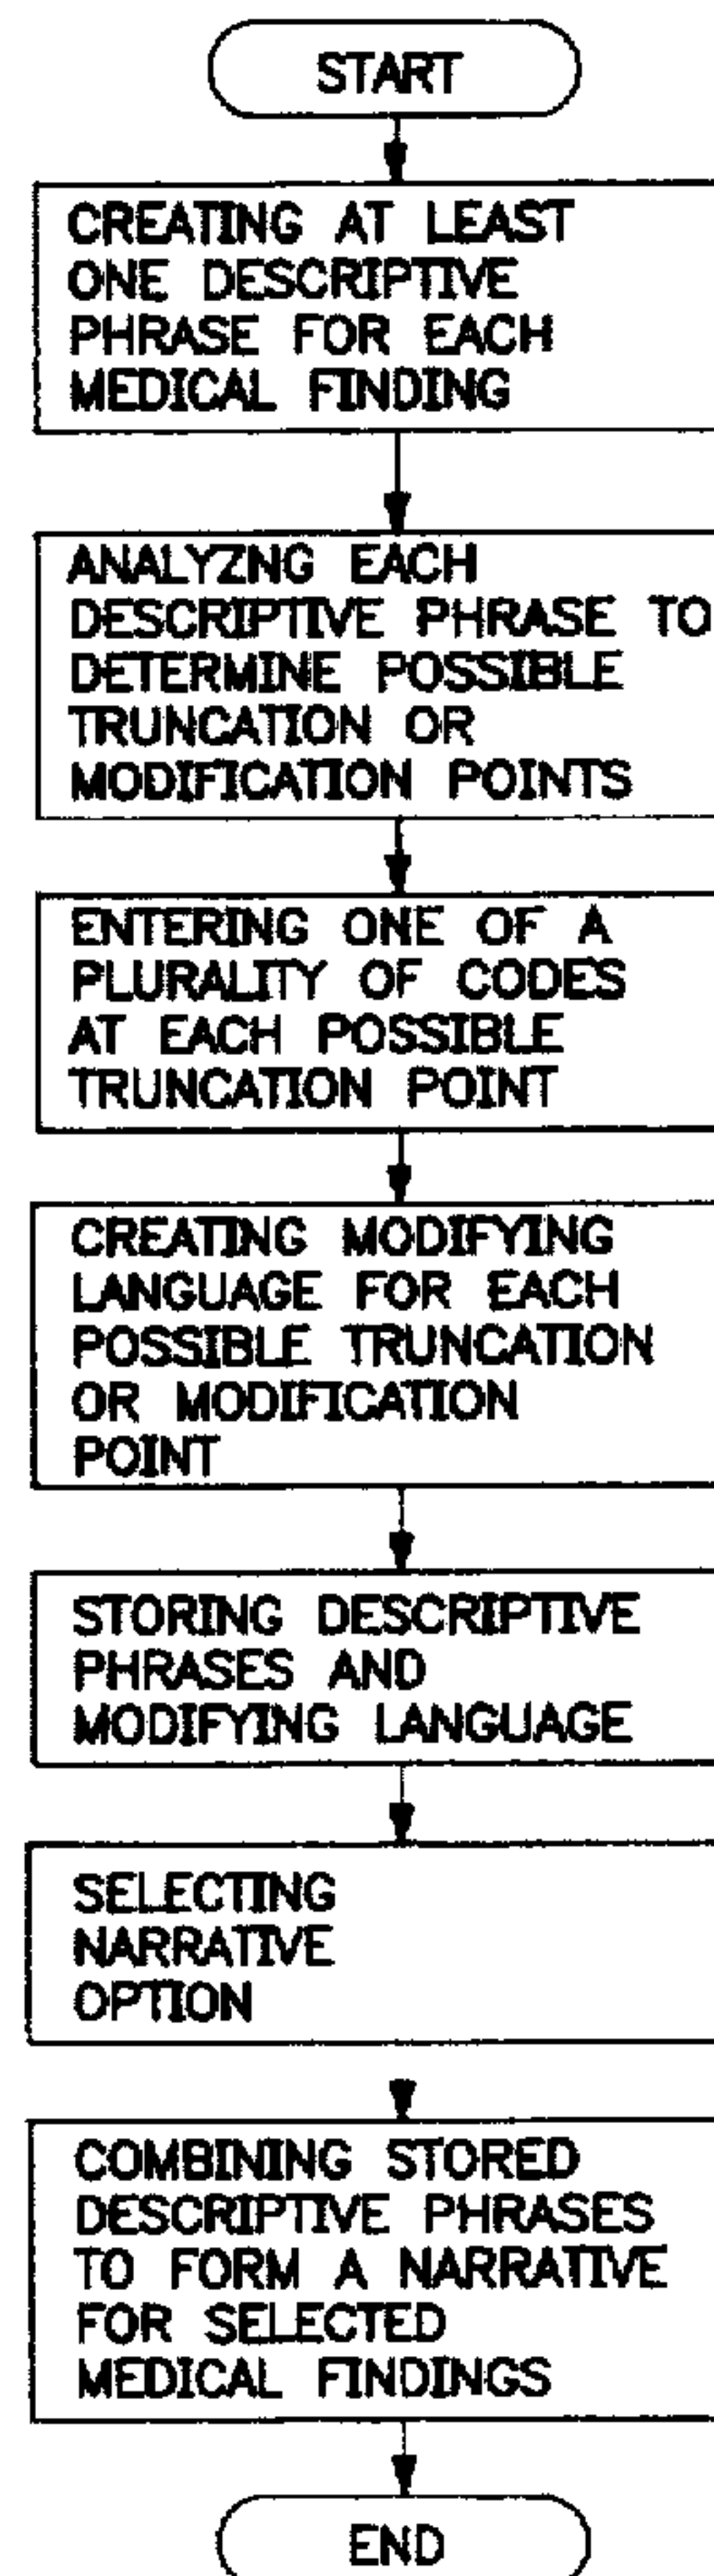 START
CREATING AT LEAST
ONE DESCRIPTIVE
PHRASE FOR EACH
MEDICAL FINDING
ANALYZNG EACH
DESCRIPTIVE PHRASE TO
DETERMINE POSSIBLE
TRUNCATION OR
MODIFICATION POINTS
ENTERING ONE OF A
PLURALITY OF CODES
AT EACH POSSIBLE
TRUNCATION POINT
CREATING MODIFYING
LANGUAGE FOR EACH
POSSIBLE TRUNCATION
OR MODIFICATION
POINT
STORING DESCRIPTIVE
PHRASES AND
MODIFYING LANGUAGE
SELECTING
NARRATIVE
OPTION
COMBINING STORED
DESCRIPTIVE PHRASES
TO FORM A NARRATIVE
FOR SELECTED
MEDICAL FINDINGS
END